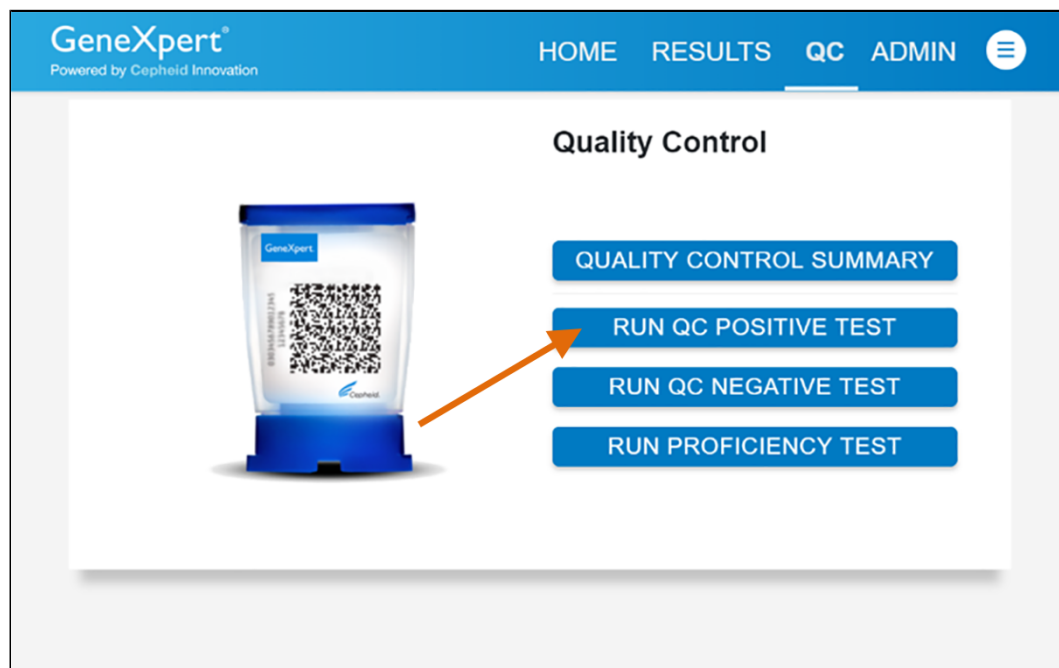 GeneXpert®
Powered by Cepheid Innovation
HOME RESULTS QC ADMIN
Quality Control
GeneXpert
Cepheid.
QUALITY CONTROL SUMMARY
RUN QC POSITIVE TEST
RUN QC NEGATIVE TEST
RUN PROFICIENCY TEST